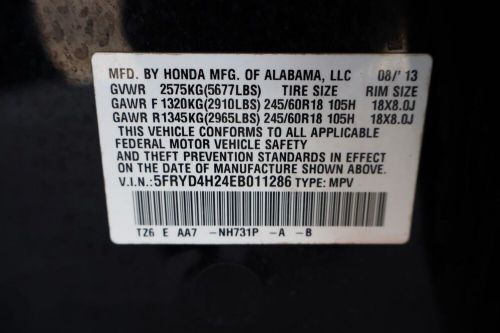 MFD. BY HONDA MFG. OF ALABAMA, LLC 08/'13
GVWR 2575KG(5677LBS) TIRE SIZE RIM SIZE
GAWR F 1320KG(2910LBS) 245/60R18 105H 18X8.0J
GAWR R 1345KG(2965LBS) 245/60R18 105H 18X8.0J
THIS VEHICLE CONFORMS TO ALL APPLICABLE
FEDERAL MOTOR VEHICLE SAFETY
AND THEFT PREVENTION STANDARDS IN EFFECT
ON THE DATE OF MANUFACTURE SHOWN ABOVE.
V.I.N.: 5FRYD4H24EB011286 TYPE: MPV
TZ6 E AA7 -NH731P -A -B